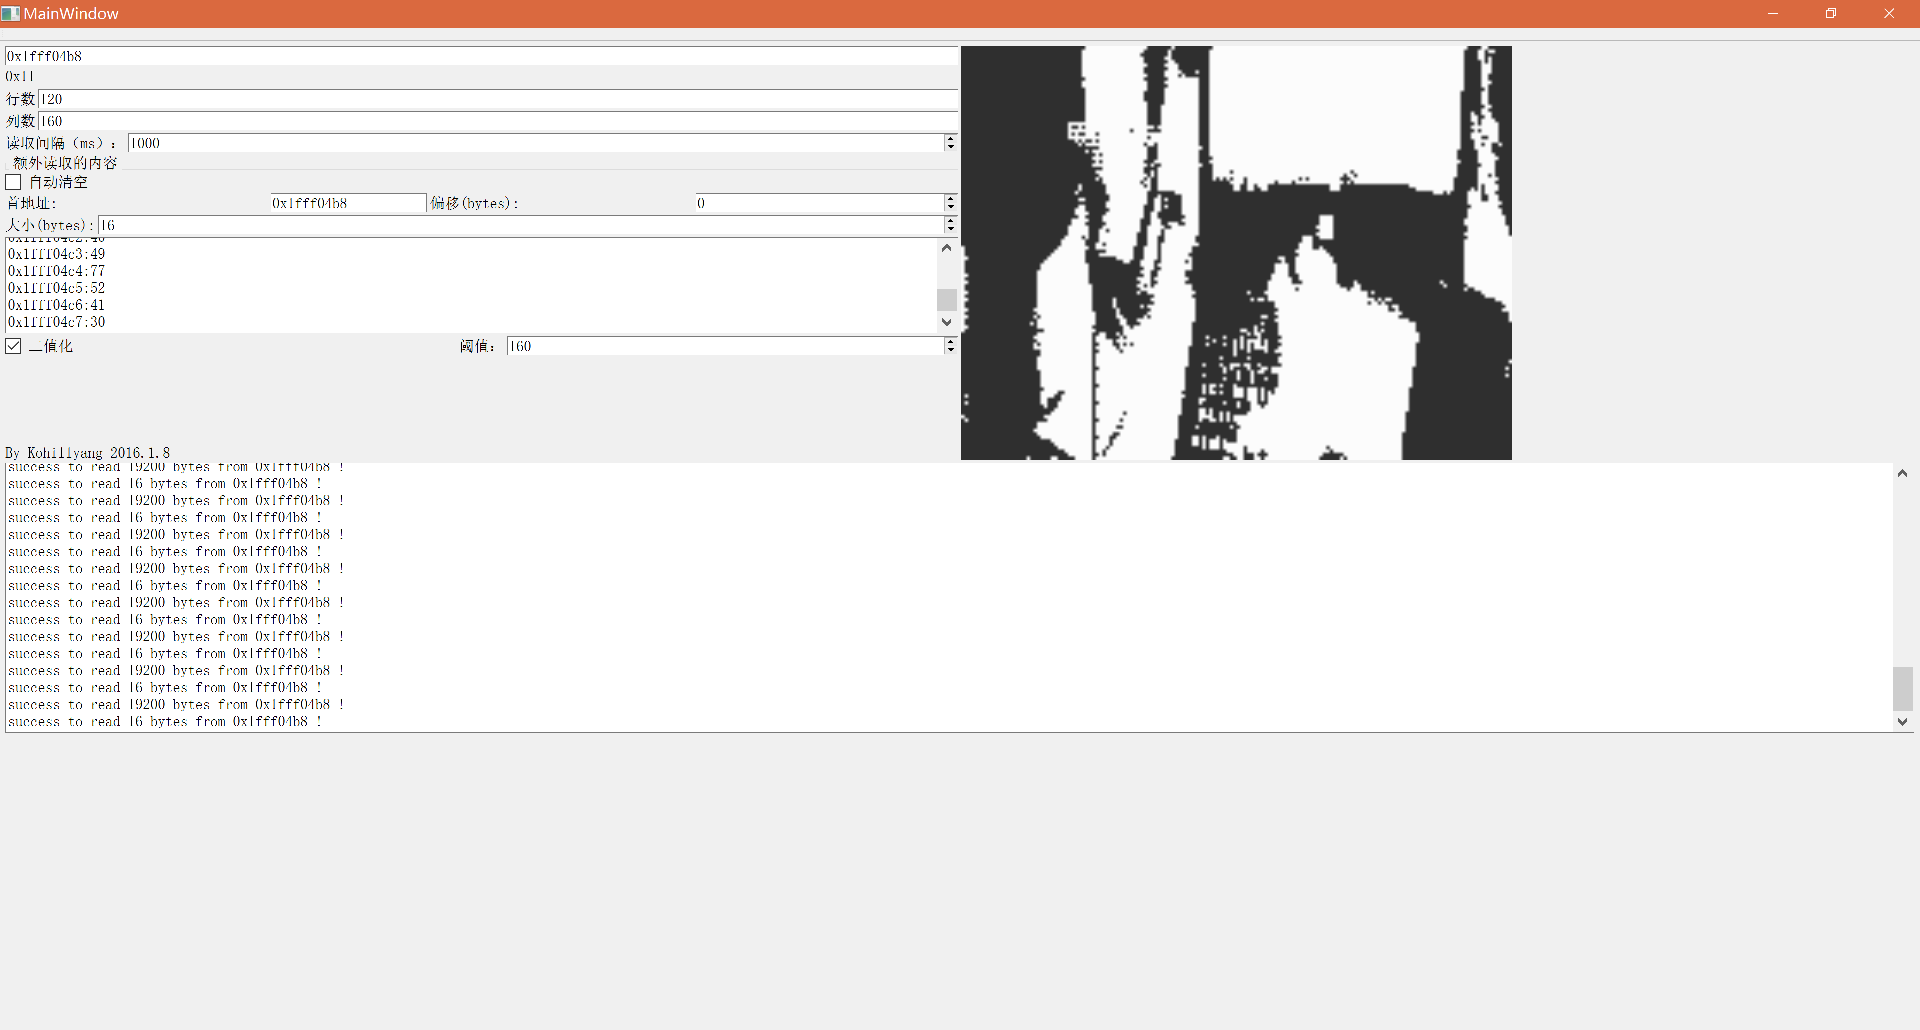 MainWindow
0x1fff04b8
0x11
行数 120
列数 160
读取间隔（ms）： 1000
额外读取的内容
自动清空
首地址: 0x1fff04b8 偏移(bytes): 0
大小(bytes): 16
0x1fff04c2:46
0x1fff04c3:49
0x1fff04c4:77
0x1fff04c5:52
0x1fff04c6:41
0x1fff04c7:30
二值化 阈值: 160
By Kohillyang 2016.1.8
success to read 19200 bytes from 0x1fff04b8 !
success to read 16 bytes from 0x1fff04b8 !
success to read 19200 bytes from 0x1fff04b8 !
success to read 16 bytes from 0x1fff04b8 !
success to read 19200 bytes from 0x1fff04b8 !
success to read 16 bytes from 0x1fff04b8 !
success to read 19200 bytes from 0x1fff04b8 !
success to read 16 bytes from 0x1fff04b8 !
success to read 19200 bytes from 0x1fff04b8 !
success to read 16 bytes from 0x1fff04b8 !
success to read 19200 bytes from 0x1fff04b8 !
success to read 16 bytes from 0x1fff04b8 !
success to read 19200 bytes from 0x1fff04b8 !
success to read 16 bytes from 0x1fff04b8 !
success to read 19200 bytes from 0x1fff04b8 !
success to read 16 bytes from 0x1fff04b8 !